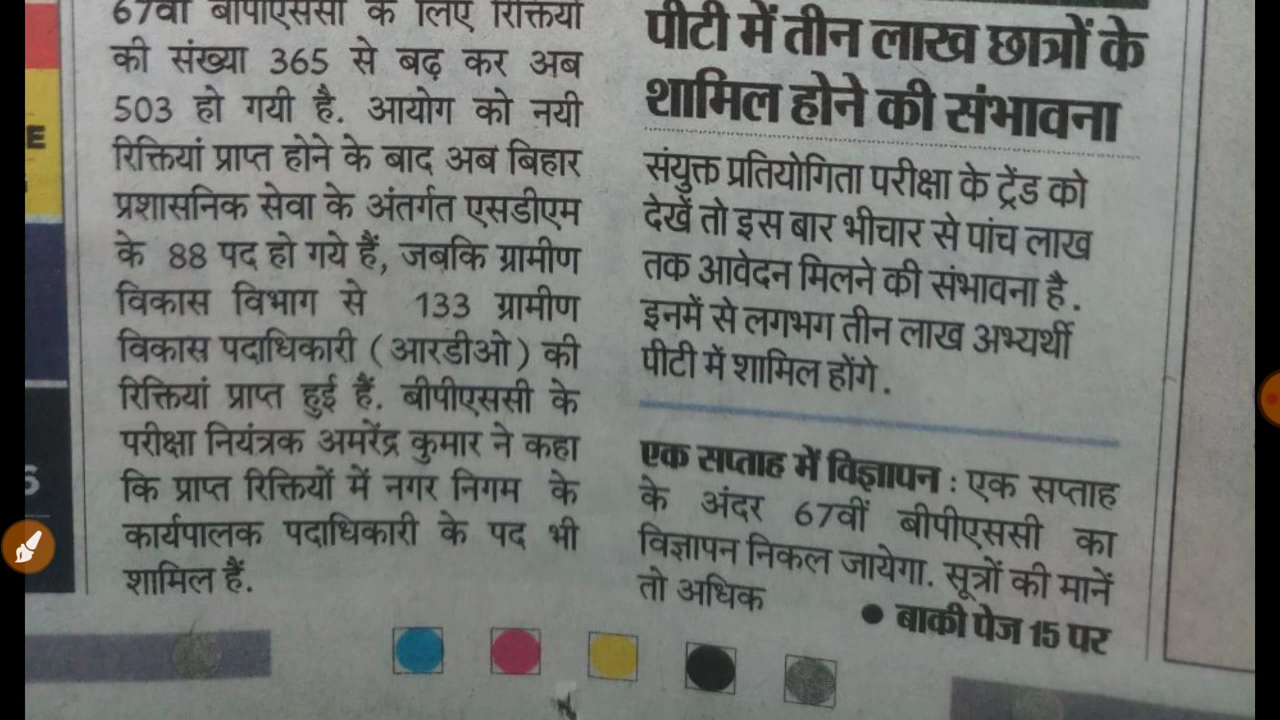 67वीं बीपीएससी के लिए रिक्तियों
की संख्या 365 से बढ़ कर अब
503 हो गयी है. आयोग को नयी
रिक्तियां प्राप्त होने के बाद अब बिहार
प्रशासनिक सेवा के अंतर्गत एसडीएम
के 88 पद हो गये हैं, जबकि ग्रामीण
विकास विभाग से 133 ग्रामीण
विकास पदाधिकारी (आरडीओ) की
रिक्तियां प्राप्त हुई हैं. बीपीएससी के
परीक्षा नियंत्रक अमरेंद्र कुमार ने कहा
कि प्राप्त रिक्तियों में नगर निगम के
कार्यपालक पदाधिकारी के पद भी
शामिल हैं.
पीटी में तीन लाख छात्रों के
शामिल होने की संभावना
संयुक्त प्रतियोगिता परीक्षा के ट्रेंड को
देखें तो इस बार भीचार से पांच लाख
तक आवेदन मिलने की संभावना है.
इनमें से लगभग तीन लाख अभ्यर्थी
पीटी में शामिल होंगे.
एक सप्ताह में विज्ञापन : एक सप्ताह
के अंदर 67वीं बीपीएससी का
विज्ञापन निकल जायेगा. सूत्रों की मानें
तो अधिक
● बाकी पेज 15 पर